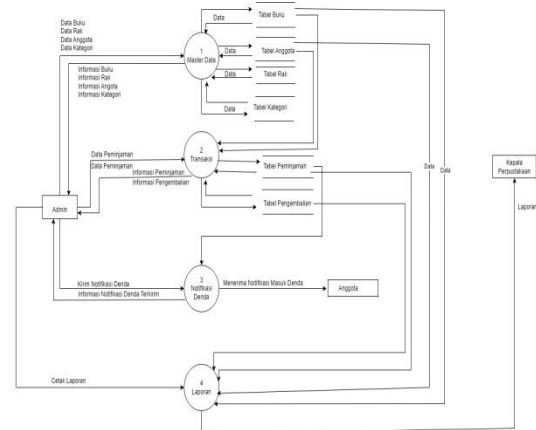 Data Buku
Data Rak
Data Anggota
Data Kategori
Informasi Buku
Informasi Rak
Informasi Angota
Informasi Kategori
1
Master Data
Data
Data
Data
Data
Tabel Buku
Tabel Anggota
Tabel Rak
Tabel Kategori
Data Peminjaman
Data Peminjaman
Informasi Peminjaman
Informasi Pengembalian
2
Transaksi
Tabel Peminjaman
Tabel Pengembalian
Data
Data
Kepala
Perpustakaan
Laporan
Admin
Kirim Notifikasi Denda
Informasi Notifikasi Denda Terkirim
3
Notifikasi
Denda
Menerima Notifikasi Masuk Denda
Anggota
Cetak Laporan
4
Laporan